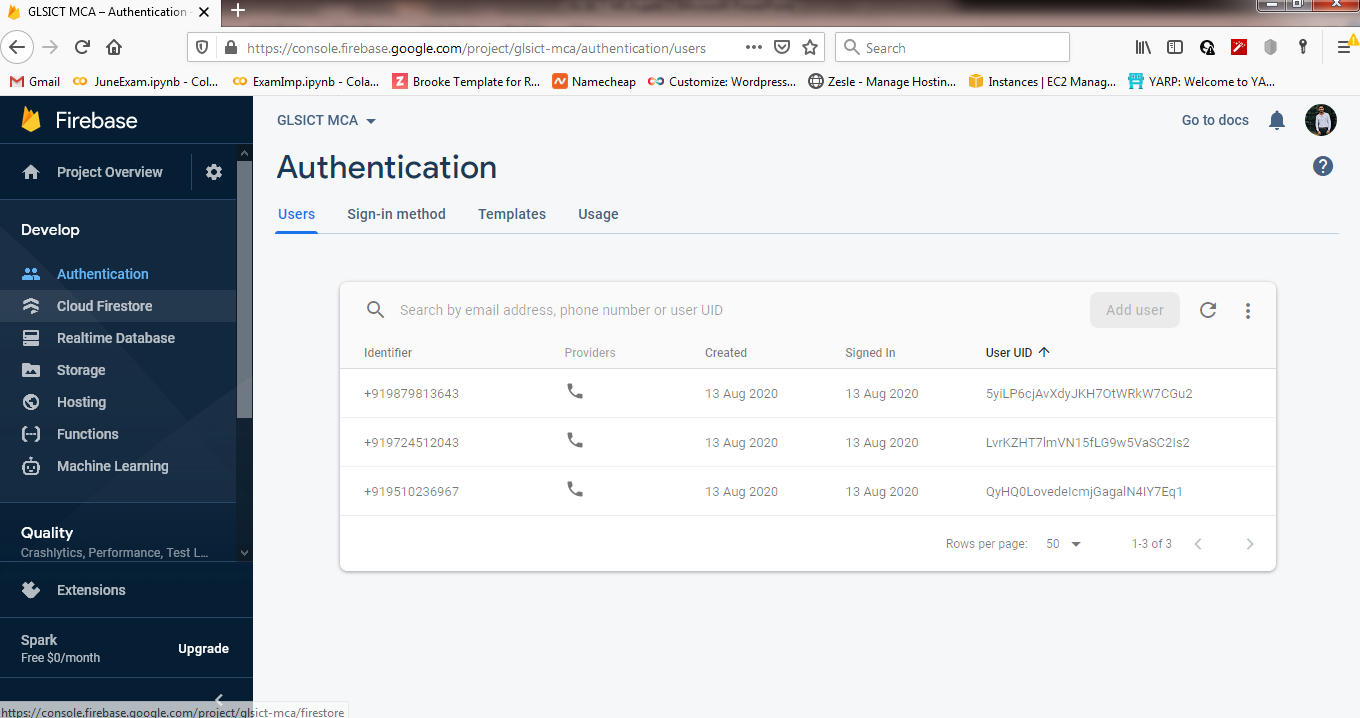 GLSICT MCA – Authentication -
https://console.firebase.google.com/project/glsict-mca/authentication/users
Search
Gmail
JuneExam.ipynb - Col...
ExamImp.ipynb - Cola...
Brooke Template for R...
Namecheap
Customize: Wordpress...
Zesle - Manage Hostin...
Instances | EC2 Manag...
YARP: Welcome to YA...
Firebase
GLSICT MCA
Go to docs
Project Overview
Authentication
Users
Sign-in method
Templates
Usage
Develop
Authentication
Cloud Firestore
Realtime Database
Storage
Hosting
Functions
Machine Learning
Quality
Crashlytics, Performance, Test L...
Extensions
Spark
Free $0/month
Upgrade
Search by email address, phone number or user UID
Add user
Identifier Providers Created Signed In User UID
+919879813643 13 Aug 2020 13 Aug 2020 5yiLP6cjAvXdyJKH7OtWRkW7CGu2
+919724512043 13 Aug 2020 13 Aug 2020 LvrKZHT7lmVN15fLG9w5VaSC2Is2
+919510236967 13 Aug 2020 13 Aug 2020 QyHQ0LovedeIcmjGagalN4IY7Eq1
Rows per page: 50 1-3 of 3
https://console.firebase.google.com/project/glsict-mca/firestore